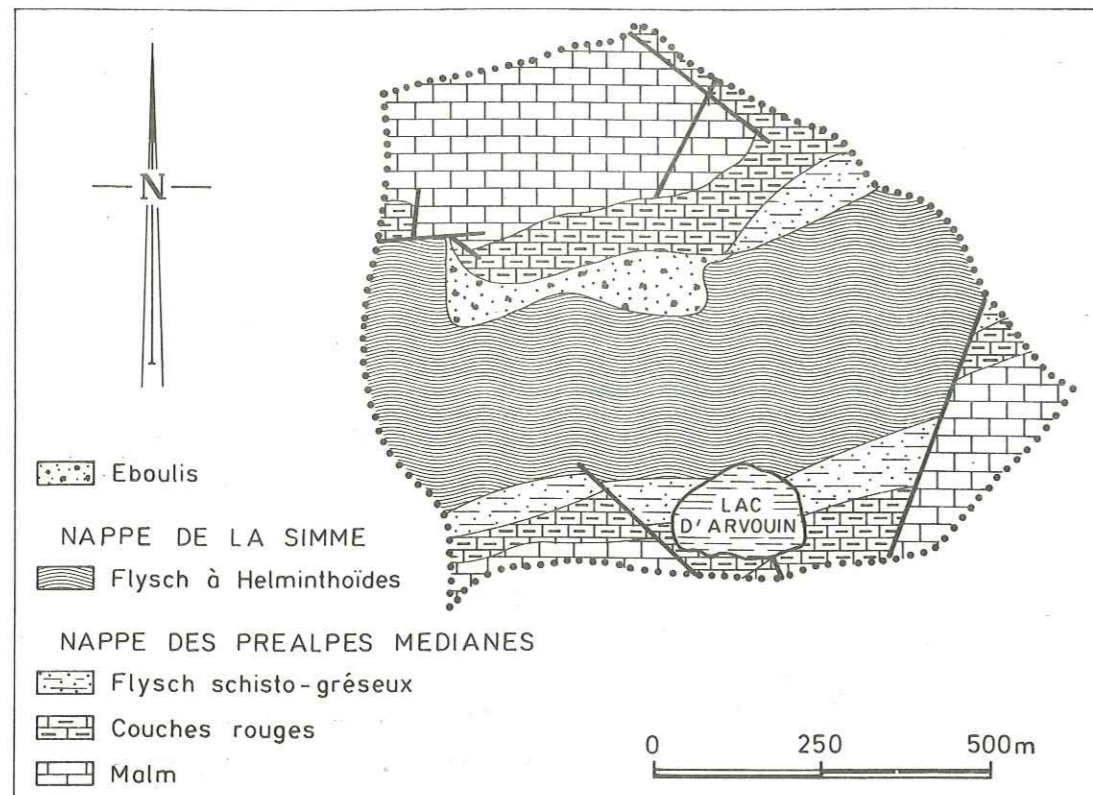 N
Eboulis
NAPPE DE LA SIMME
Flysch à Helminthoïdes
NAPPE DES PREALPES MEDIANES
Flysch schisto-gréseux
Couches rouges
Malm
LAC
D'ARVOUIN
0 250 500m